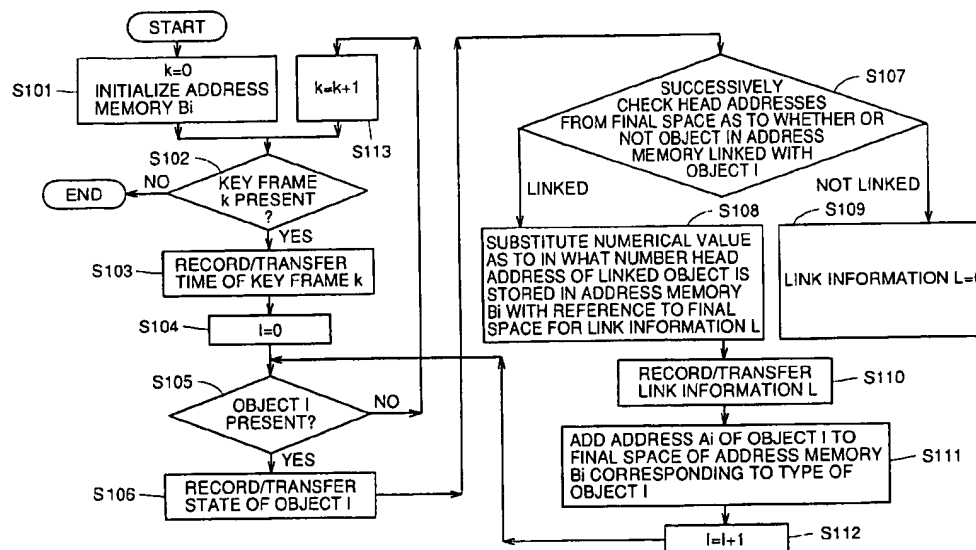 START
S101
k=0
INITIALIZE ADDRESS
MEMORY Bi
k=k+1
S113
S102
KEY FRAME
k PRESENT
?
NO
END
YES
S103
RECORD/TRANSFER
TIME OF KEY FRAME k
S104
I=0
S105
OBJECT I
PRESENT?
NO
YES
S106
RECORD/TRANSFER
STATE OF OBJECT I
S107
SUCCESSIVELY
CHECK HEAD ADDRESSES
FROM FINAL SPACE AS TO WHETHER OR
NOT OBJECT IN ADDRESS
MEMORY LINKED WITH
OBJECT I
LINKED
NOT LINKED
S108
SUBSTITUTE NUMERICAL VALUE
AS TO IN WHAT NUMBER HEAD
ADDRESS OF LINKED OBJECT IS
STORED IN ADDRESS MEMORY
Bi WITH REFERENCE TO FINAL
SPACE FOR LINK INFORMATION L
S109
LINK INFORMATION L=0
RECORD/TRANSFER
LINK INFORMATION L
S110
ADD ADDRESS Ai OF OBJECT I TO
FINAL SPACE OF ADDRESS MEMORY
Bi CORRESPONDING TO TYPE OF
OBJECT I
S111
I=I+1
S112